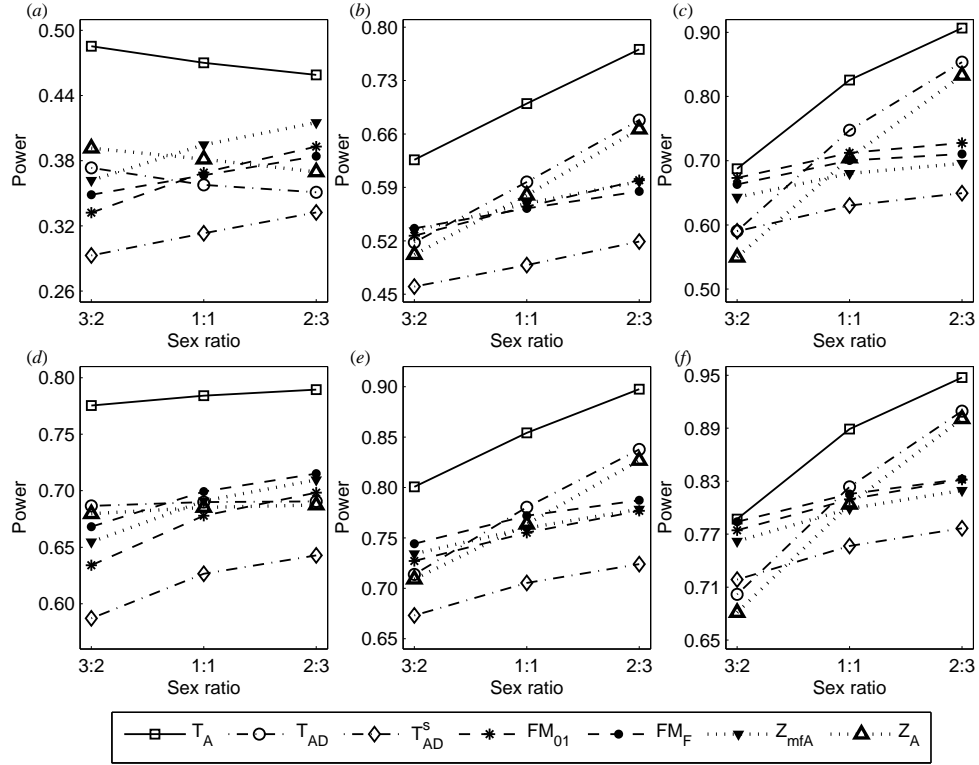 (a)
0.50
0.44
0.38
0.32
0.26
Power
3:2 1:1 2:3
Sex ratio
(b)
0.80
0.73
0.66
0.59
0.52
0.45
Power
3:2 1:1 2:3
Sex ratio
(c)
0.90
0.80
0.70
0.60
0.50
Power
3:2 1:1 2:3
Sex ratio
(d)
0.80
0.75
0.70
0.65
0.60
Power
3:2 1:1 2:3
Sex ratio
(e)
0.90
0.85
0.80
0.75
0.70
0.65
Power
3:2 1:1 2:3
Sex ratio
(f)
0.95
0.89
0.83
0.77
0.71
0.65
Power
3:2 1:1 2:3
Sex ratio
T_A T_AD T^s_AD FM_01 FM_F Z_mfA Z_A